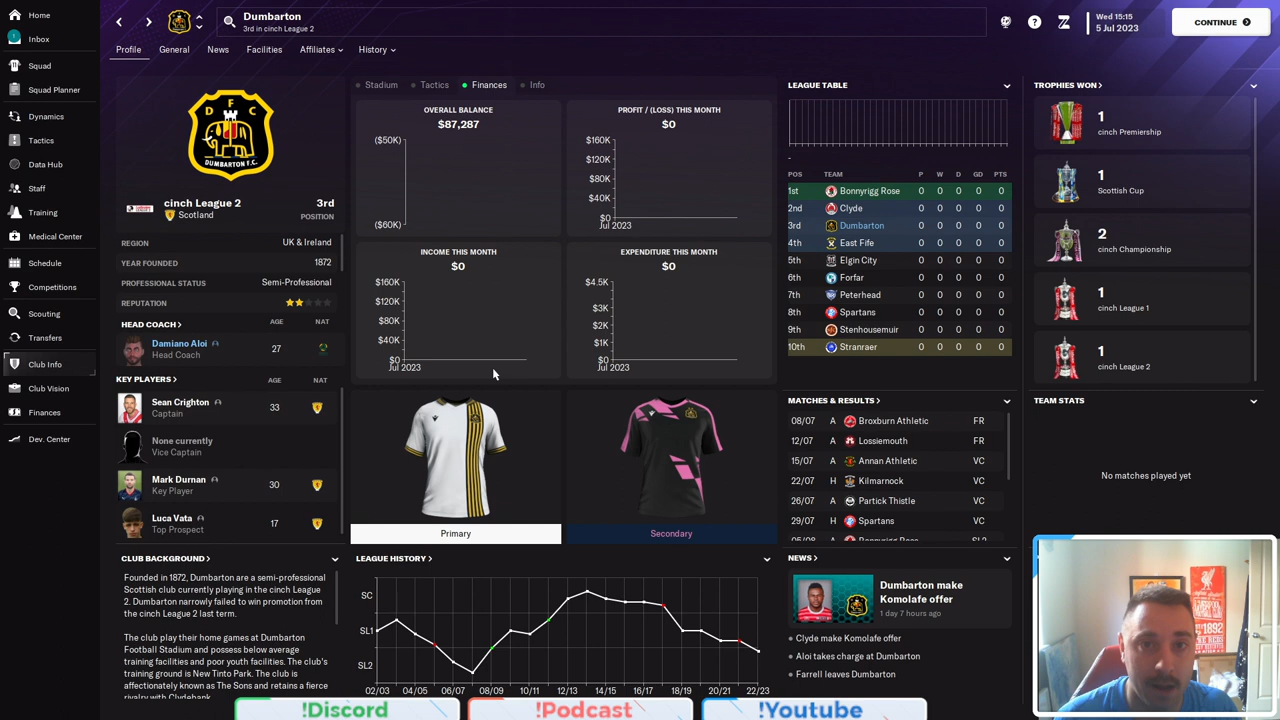 Home
Inbox
Squad
Squad Planner
Dynamics
Tactics
Data Hub
Staff
Training
Medical Center
Schedule
Competitions
Scouting
Transfers
Club Info
Club Vision
Finances
Dev. Center
Dumbarton
3rd in cinch League 2
Wed 15:15
5 Jul 2023
CONTINUE
Profile
General
News
Facilities
Affiliates
History
D F C
DUMBARTON F.C.
cinch League 2
Scotland
3rd
POSITION
REGION UK & Ireland
YEAR FOUNDED 1872
PROFESSIONAL STATUS Semi-Professional
REPUTATION
HEAD COACH AGE NAT
Damiano Aloi 27
Head Coach
KEY PLAYERS AGE NAT
Sean Crighton 33
Captain
None currently
Vice Captain
Mark Durnan 30
Key Player
Luca Vata 17
Top Prospect
CLUB BACKGROUND
Founded in 1872, Dumbarton are a semi-professional
Scottish club currently playing in the cinch League
2. Dumbarton narrowly failed to win promotion from
the cinch League 2 last term.
The club play their home games at Dumbarton
Football Stadium and possess below average
training facilities and poor youth facilities. The club's
training ground is New Tinto Park. The club is
affectionately known as The Sons and retains a fierce
rivalry with Clydebank
Stadium
Tactics
Finances
Info
OVERALL BALANCE
$87,287
($50K)
($60K)
PROFIT / (LOSS) THIS MONTH
$0
$160K
$120K
$80K
$40K
$0
Jul 2023
INCOME THIS MONTH
$0
$160K
$120K
$80K
$40K
$0
Jul 2023
EXPENDITURE THIS MONTH
$0
$4.5K
$3K
$2K
$1K
$0
Jul 2023
Primary
Secondary
LEAGUE HISTORY
SC
SL1
SL2
02/03 04/05 06/07 08/09 10/11 12/13 14/15 16/17 18/19 20/21 22/23
LEAGUE TABLE
-
POS TEAM P W D GD PTS
1st Bonnyrigg Rose 0 0 0 0 0
2nd Clyde 0 0 0 0 0
3rd Dumbarton 0 0 0 0 0
4th East Fife 0 0 0 0 0
5th Elgin City 0 0 0 0 0
6th Forfar 0 0 0 0 0
7th Peterhead 0 0 0 0 0
8th Spartans 0 0 0 0 0
9th Stenhousemuir 0 0 0 0 0
10th Stranraer 0 0 0 0 0
MATCHES & RESULTS
08/07 A Broxburn Athletic FR
12/07 A Lossiemouth FR
15/07 A Annan Athletic VC
22/07 H Kilmarnock VC
26/07 A Partick Thistle VC
29/07 H Spartans VC
05/08 A Bonnyrigg Rose SL2
NEWS
Dumbarton make
Komolafe offer
1 day 7 hours ago
Clyde make Komolafe offer
Aloi takes charge at Dumbarton
Farrell leaves Dumbarton
TROPHIES WON
1
cinch Premiership
1
Scottish Cup
2
cinch Championship
1
cinch League 1
1
cinch League 2
TEAM STATS
No matches played yet
LIVERPOOL
1892
!Discord
!Podcast
!Youtube